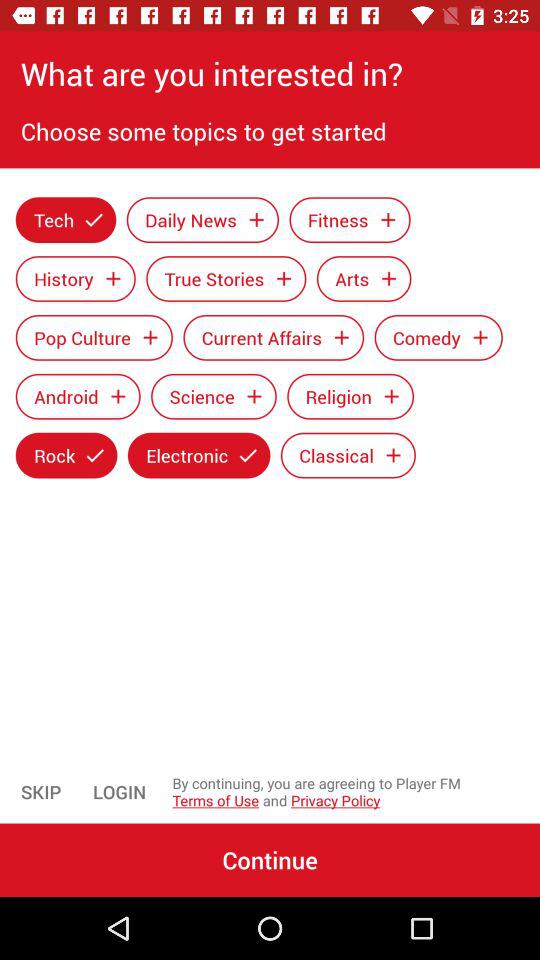 3:25
What are you interested in?
Choose some topics to get started
Tech Daily News Fitness
History True Stories Arts
Pop Culture Current Affairs Comedy
Android Science Religion
Rock Electronic Classical
SKIP LOGIN By continuing, you are agreeing to Player FM
Terms of Use and Privacy Policy
Continue